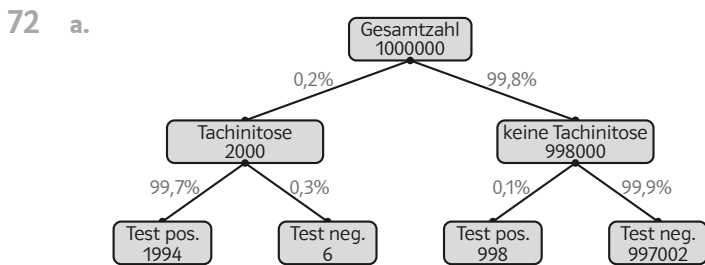 72 a.
Gesamtzahl
1000000
0,2% 99,8%
Tachinitose
2000
keine Tachinitose
998000
99,7% 0,3% 0,1% 99,9%
Test pos.
1994
Test neg.
6
Test pos.
998
Test neg.
997002